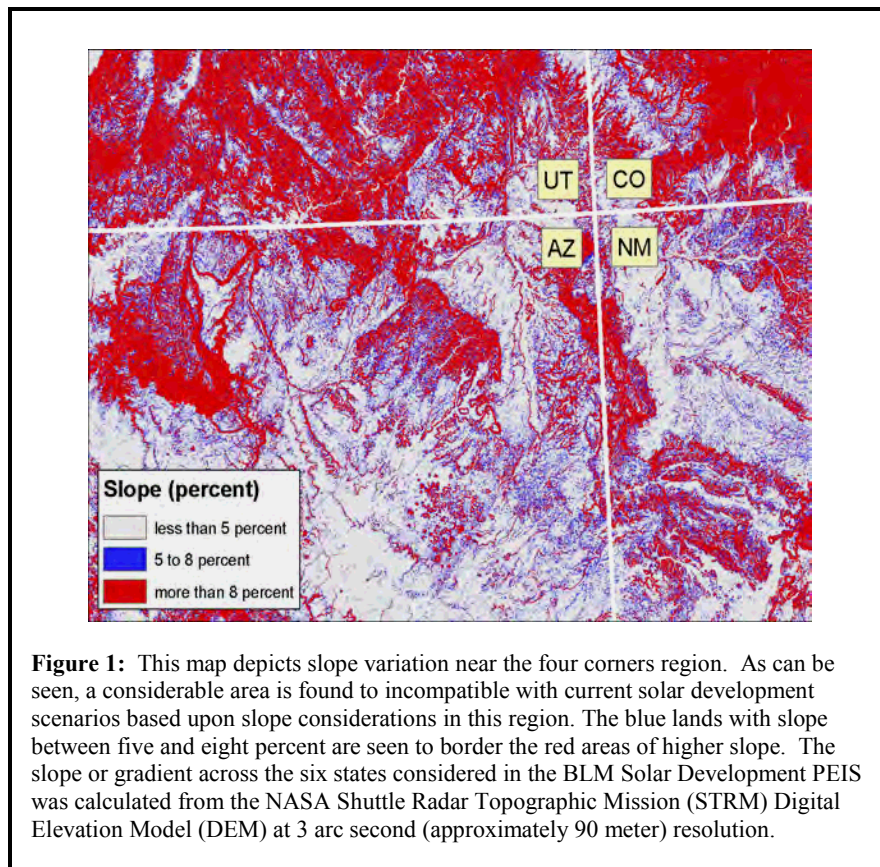 UT CO
AZ NM
Slope (percent)
less than 5 percent
5 to 8 percent
more than 8 percent
Figure 1: This map depicts slope variation near the four corners region. As can be
seen, a considerable area is found to incompatible with current solar development
scenarios based upon slope considerations in this region. The blue lands with slope
between five and eight percent are seen to border the red areas of higher slope. The
slope or gradient across the six states considered in the BLM Solar Development PEIS
was calculated from the NASA Shuttle Radar Topographic Mission (STRM) Digital
Elevation Model (DEM) at 3 arc second (approximately 90 meter) resolution.